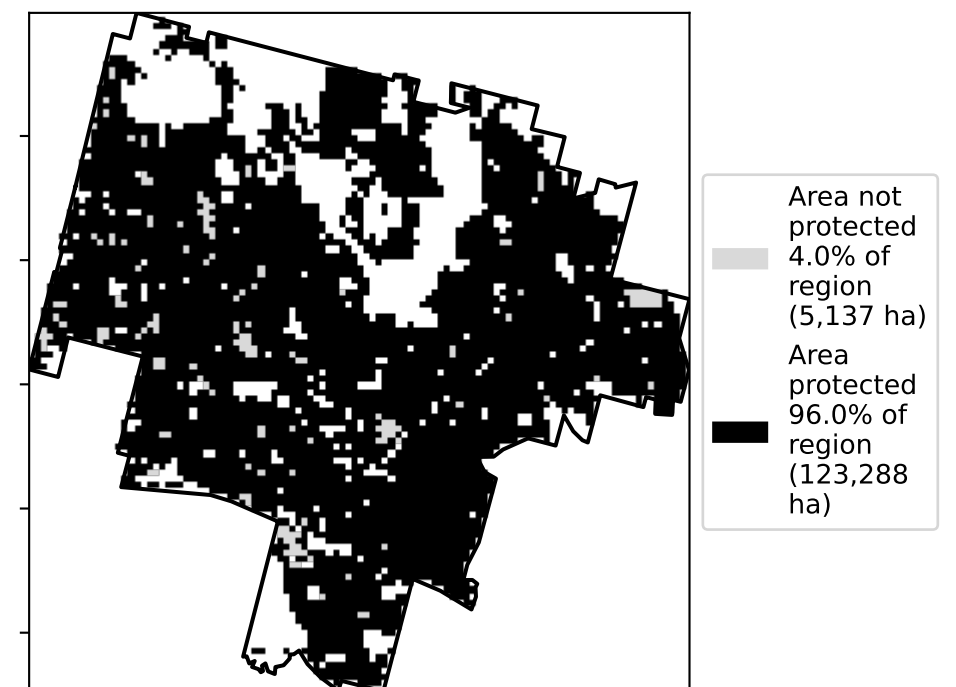 Area not
protected
4.0% of
region
(5,137 ha)
Area
protected
96.0% of
region
(123,288
ha)